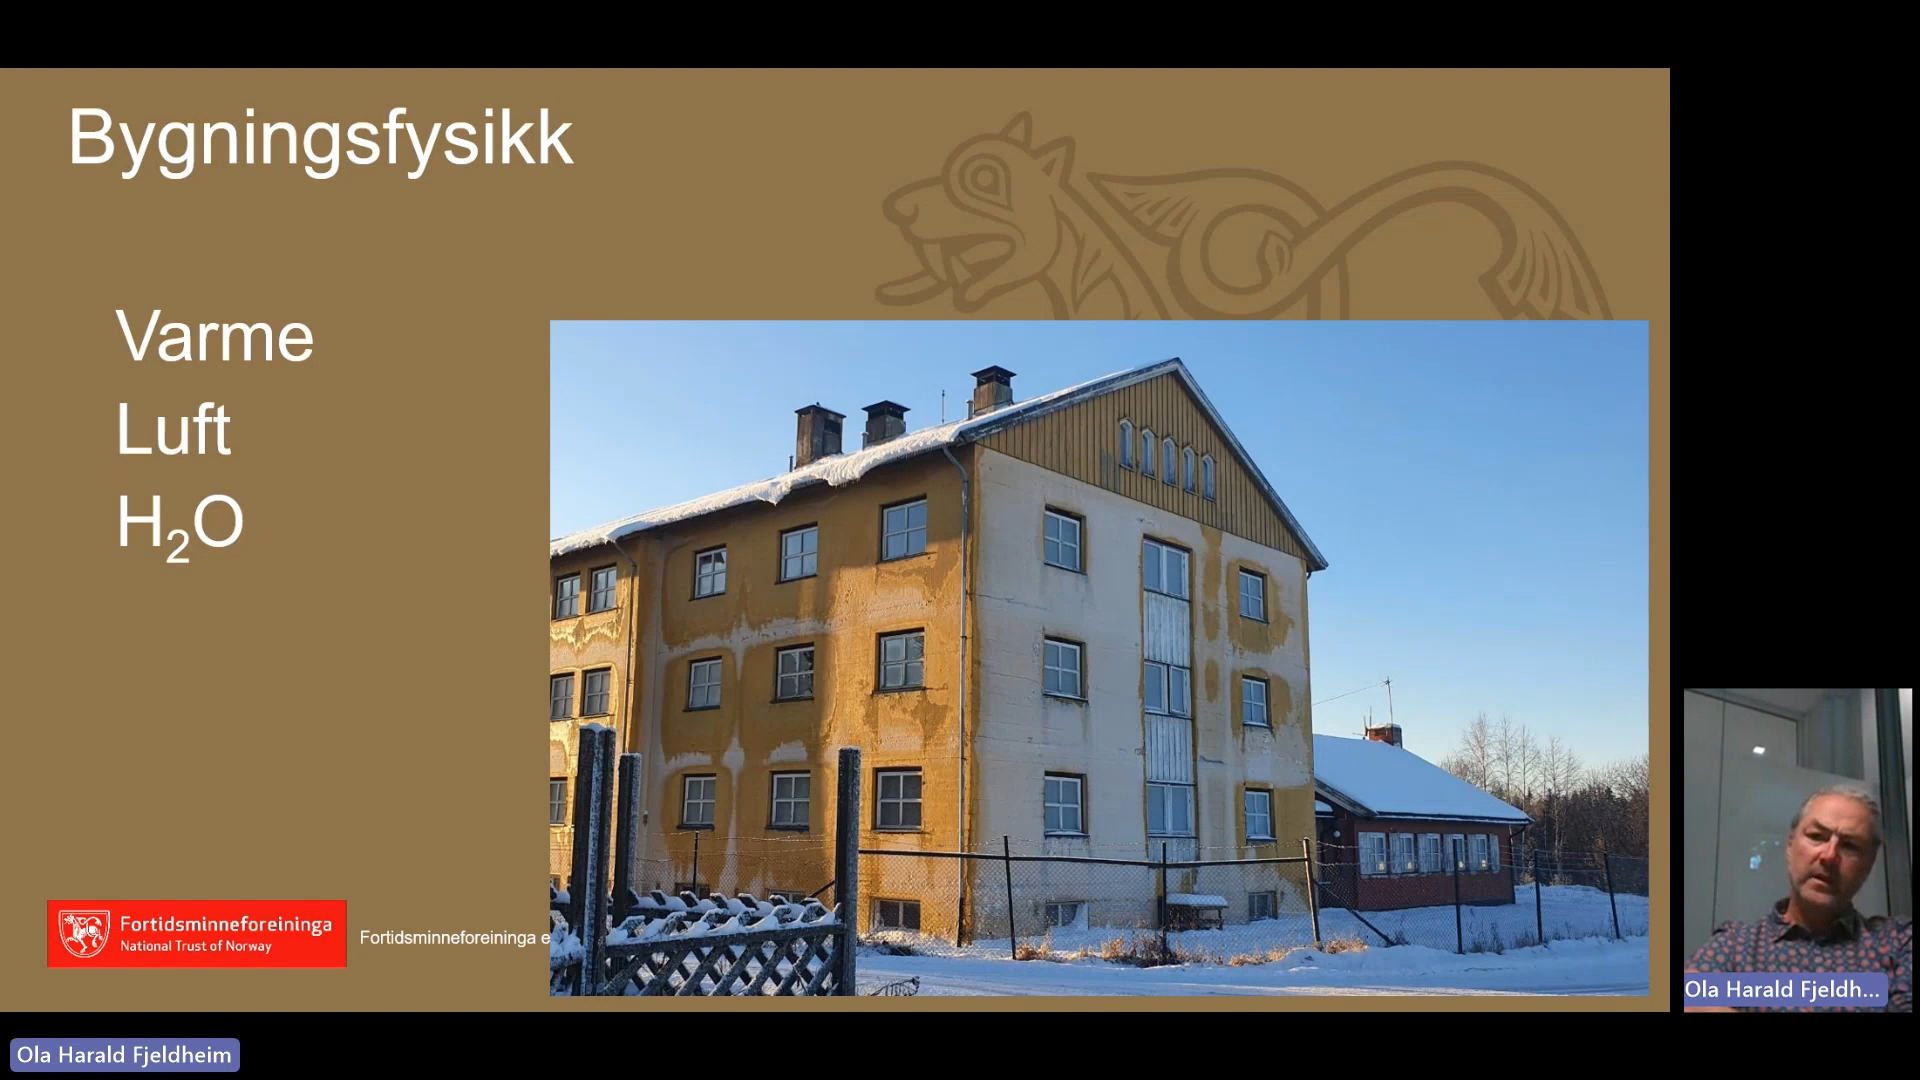 Bygningsfysikk
Varme
Luft
H₂O
Fortidsminneforeininga
National Trust of Norway
Fortidsminneforeininga e
Ola Harald Fjeldh...
Ola Harald Fjeldheim